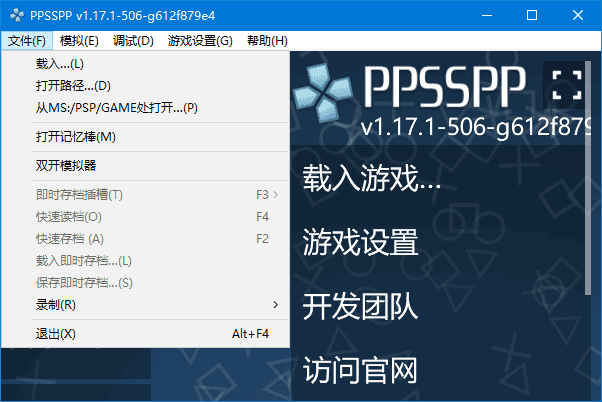 PPSSPP v1.17.1-506-g612f879e4
文件(F) 模拟(E) 调试(D) 游戏设置(G) 帮助(H)
载入...(L)
打开路径...(D)
从MS:/PSP/GAME处打开...(P)
打开记忆棒(M)
双开模拟器
即时存档插槽(T) F3
快速读档(O) F4
快速存档 (A) F2
载入即时存档...(L)
保存即时存档...(S)
录制(R)
退出(X) Alt+F4
PPSSPP
v1.17.1-506-g612f879
载入游戏...
游戏设置
开发团队
访问官网